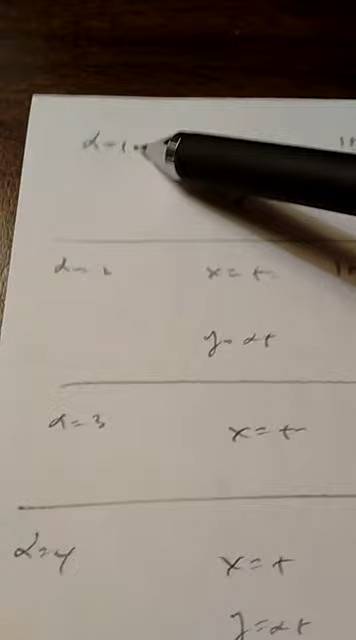 α=1
α=2 x=t
y=αt
α=3 x=t
α=4 x=t
y=αt